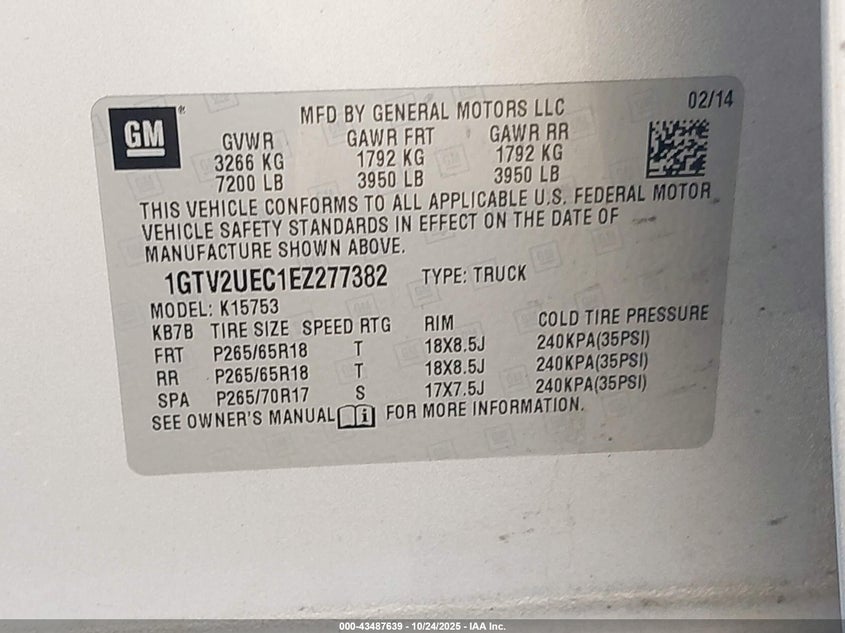 GM
®
MFD BY GENERAL MOTORS LLC 02/14
GVWR GAWR FRT GAWR RR
3266 KG 1792 KG 1792 KG
7200 LB 3950 LB 3950 LB
THIS VEHICLE CONFORMS TO ALL APPLICABLE U.S. FEDERAL MOTOR
VEHICLE SAFETY STANDARDS IN EFFECT ON THE DATE OF
MANUFACTURE SHOWN ABOVE.
1GTV2UEC1EZ277382 TYPE: TRUCK
MODEL: K15753
KB7B TIRE SIZE SPEED RTG RIM COLD TIRE PRESSURE
FRT P265/65R18 T 18X8.5J 240KPA(35PSI)
RR P265/65R18 T 18X8.5J 240KPA(35PSI)
SPA P265/70R17 S 17X7.5J 240KPA(35PSI)
SEE OWNER'S MANUAL i FOR MORE INFORMATION.
000-43487639 - 10/24/2025 - IAA Inc.